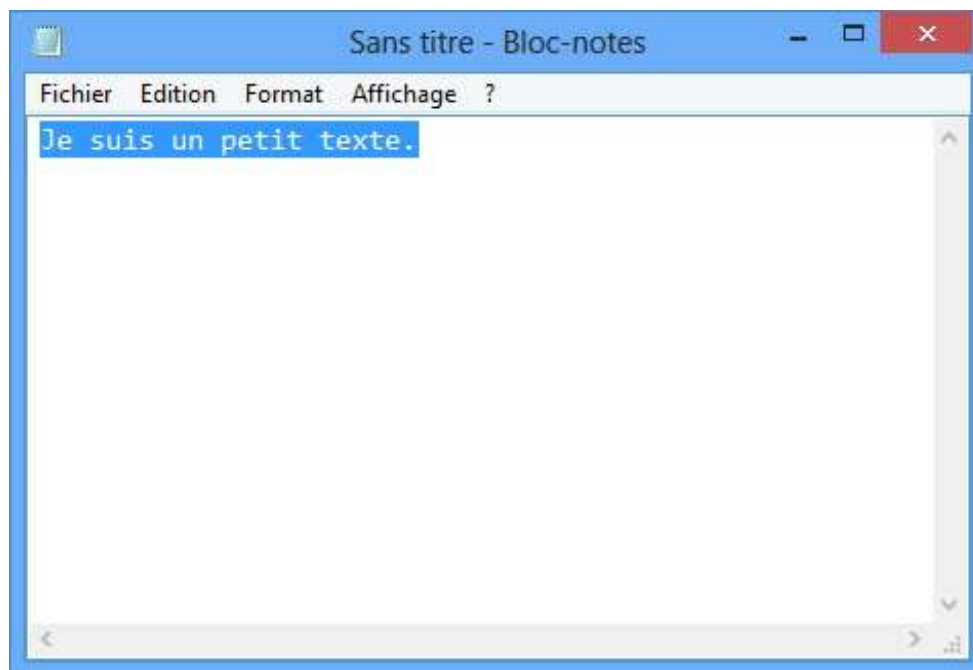 Sans titre - Bloc-notes
Fichier Edition Format Affichage ?
Je suis un petit texte.